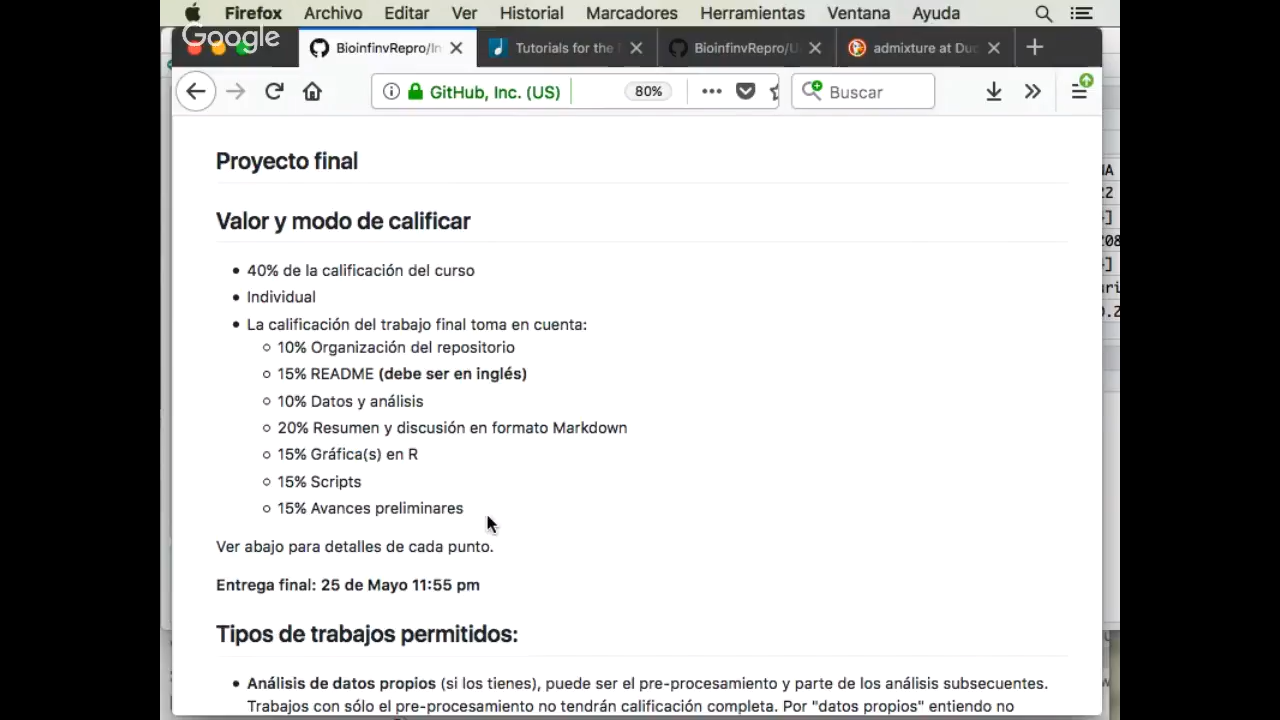 Firefox Archivo Editar Ver Historial Marcadores Herramientas Ventana Ayuda
Google
BioinfinvRepro/In Tutorials for the BioinfinvRepro/U admixture at Du
GitHub, Inc. (US) 80% Buscar
Proyecto final
Valor y modo de calificar
• 40% de la calificación del curso
• Individual
• La calificación del trabajo final toma en cuenta:
○ 10% Organización del repositorio
○ 15% README (debe ser en inglés)
○ 10% Datos y análisis
○ 20% Resumen y discusión en formato Markdown
○ 15% Gráfica(s) en R
○ 15% Scripts
○ 15% Avances preliminares
Ver abajo para detalles de cada punto.
Entrega final: 25 de Mayo 11:55 pm
Tipos de trabajos permitidos:
• Análisis de datos propios (si los tienes), puede ser el pre-procesamiento y parte de los análisis subsecuentes.
Trabajos con sólo el pre-procesamiento no tendrán calificación completa. Por "datos propios" entiendo no